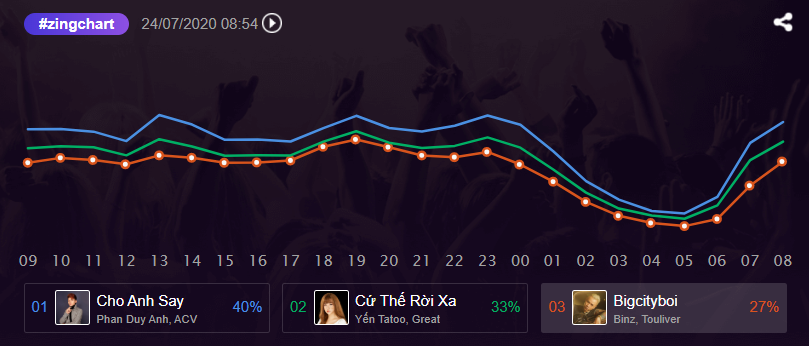 #zingchart 24/07/2020 08:54
09 10 11 12 13 14 15 16 17 18 19 20 21 22 23 00 01 02 03 04 05 06 07 08
01 Cho Anh Say 40%
Phan Duy Anh, ACV
02 Cứ Thế Rời Xa 33%
Yến Tatoo, Great
03 Bigcityboi 27%
Binz, Touliver